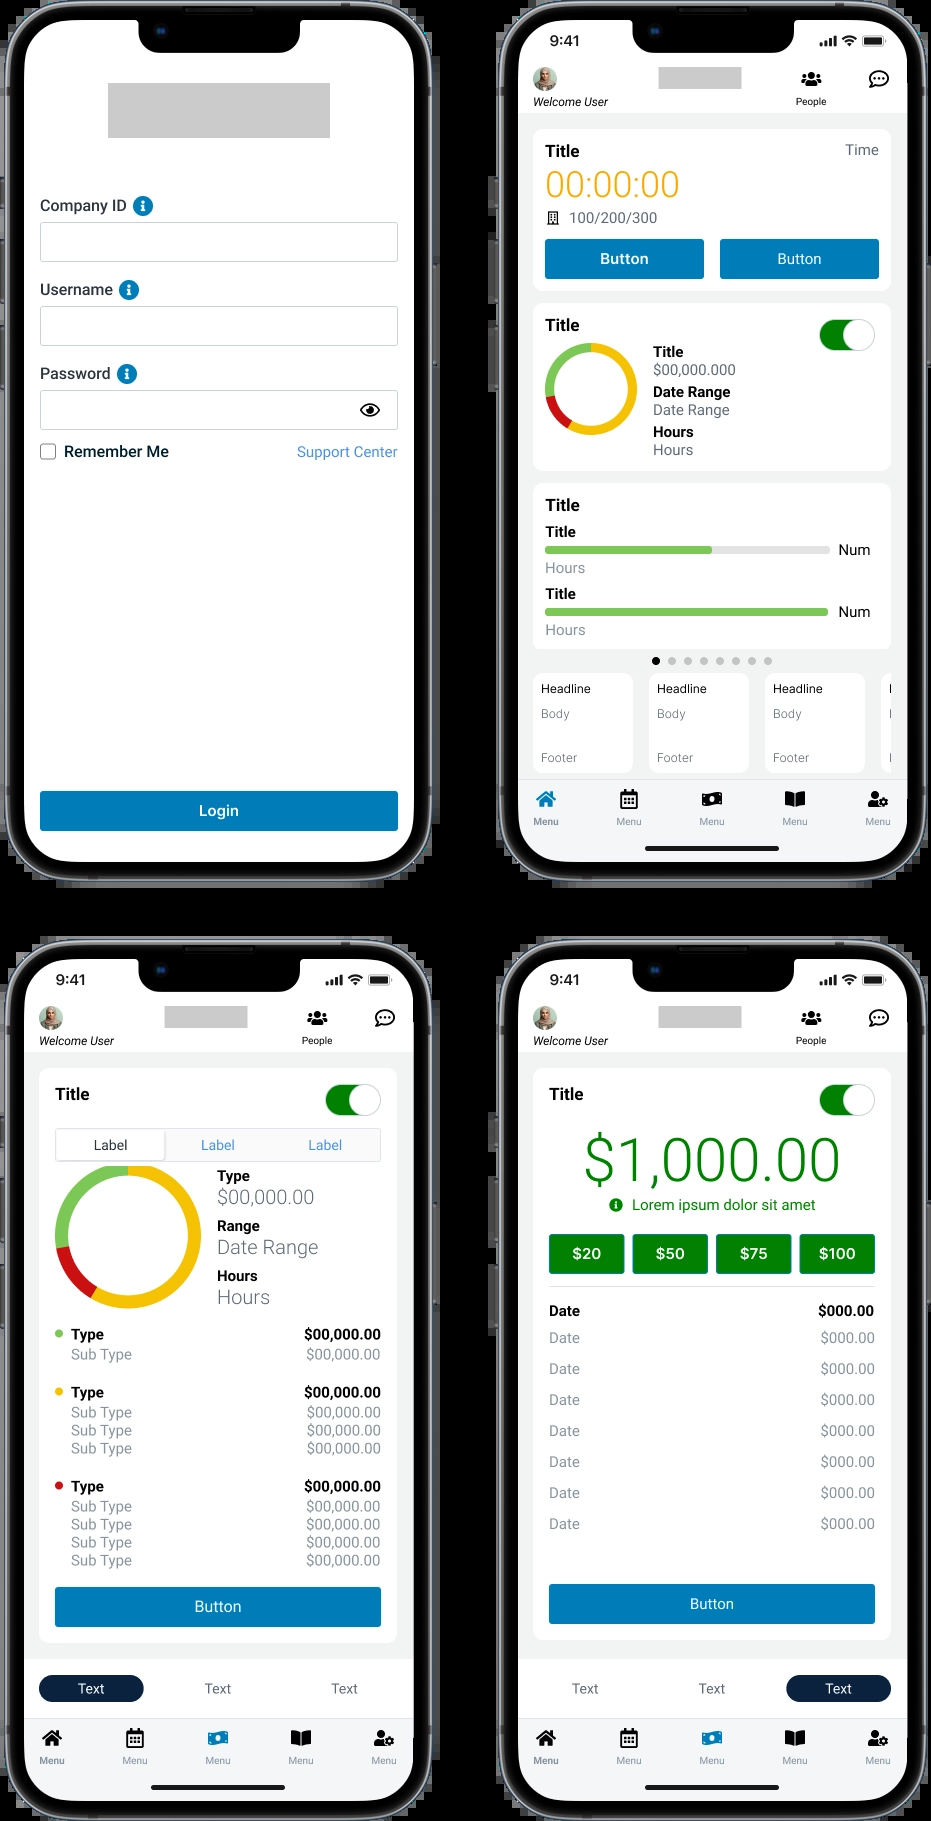 Company ID
Username
Password
Remember Me Support Center
Login
9:41
Welcome User People
Title Time
00:00:00
100/200/300
Button Button
Title
Title
$00,000.000
Date Range
Date Range
Hours
Hours
Title
Title
Num
Hours
Title
Num
Hours
Headline Headline Headline
Body Body Body
Footer Footer Footer
Menu Menu Menu Menu Menu
9:41
Welcome User People
Title
Label Label Label
Type
$00,000.00
Range
Date Range
Hours
Hours
Type $00,000.00
Sub Type $00,000.00
Type $00,000.00
Sub Type $00,000.00
Sub Type $00,000.00
Sub Type $00,000.00
Type $00,000.00
Sub Type $00,000.00
Sub Type $00,000.00
Sub Type $00,000.00
Sub Type $00,000.00
Button
Text Text Text
Menu Menu Menu Menu Menu
9:41
Welcome User People
Title
$1,000.00
Lorem ipsum dolor sit amet
$20 $50 $75 $100
Date $000.00
Date $000.00
Date $000.00
Date $000.00
Date $000.00
Date $000.00
Date $000.00
Date $000.00
Button
Text Text Text
Menu Menu Menu Menu Menu